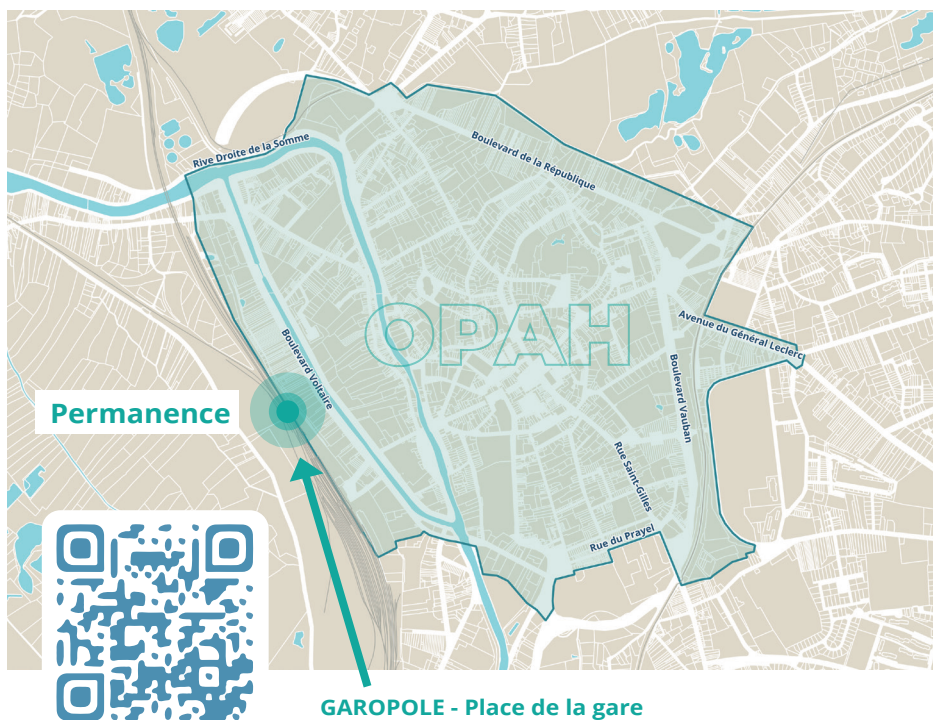 Rive Droite de la Somme
Boulevard de la République
OPAH
Avenue du Général Leclerc
Boulevard Voltaire
Boulevard Vauban
Permanence
Rue Saint-Gilles
Rue du Prayel
GAROPOLE - Place de la gare